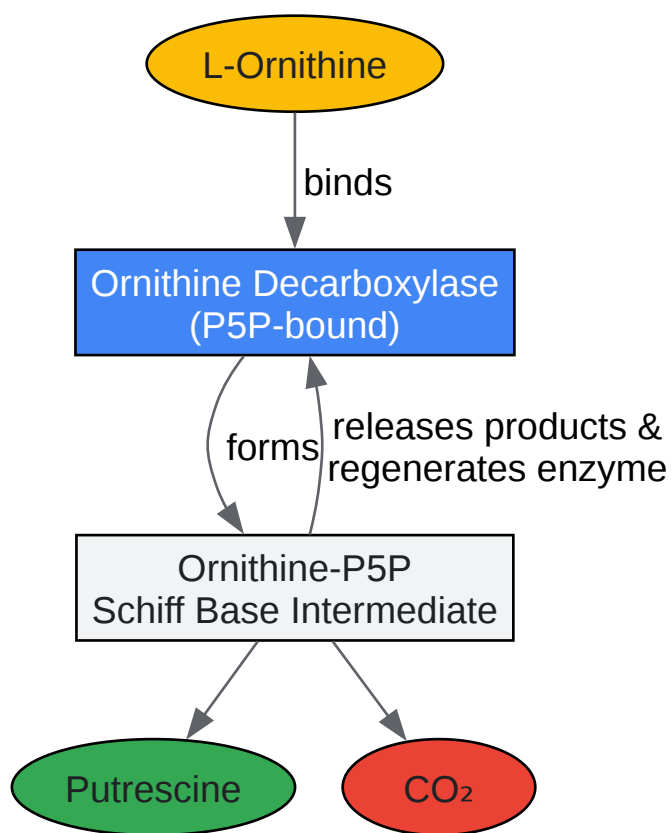 L-Ornithine
binds
Ornithine Decarboxylase
(P5P-bound)
forms
releases products &
regenerates enzyme
Ornithine-P5P
Schiff Base Intermediate
Putrescine
CO₂